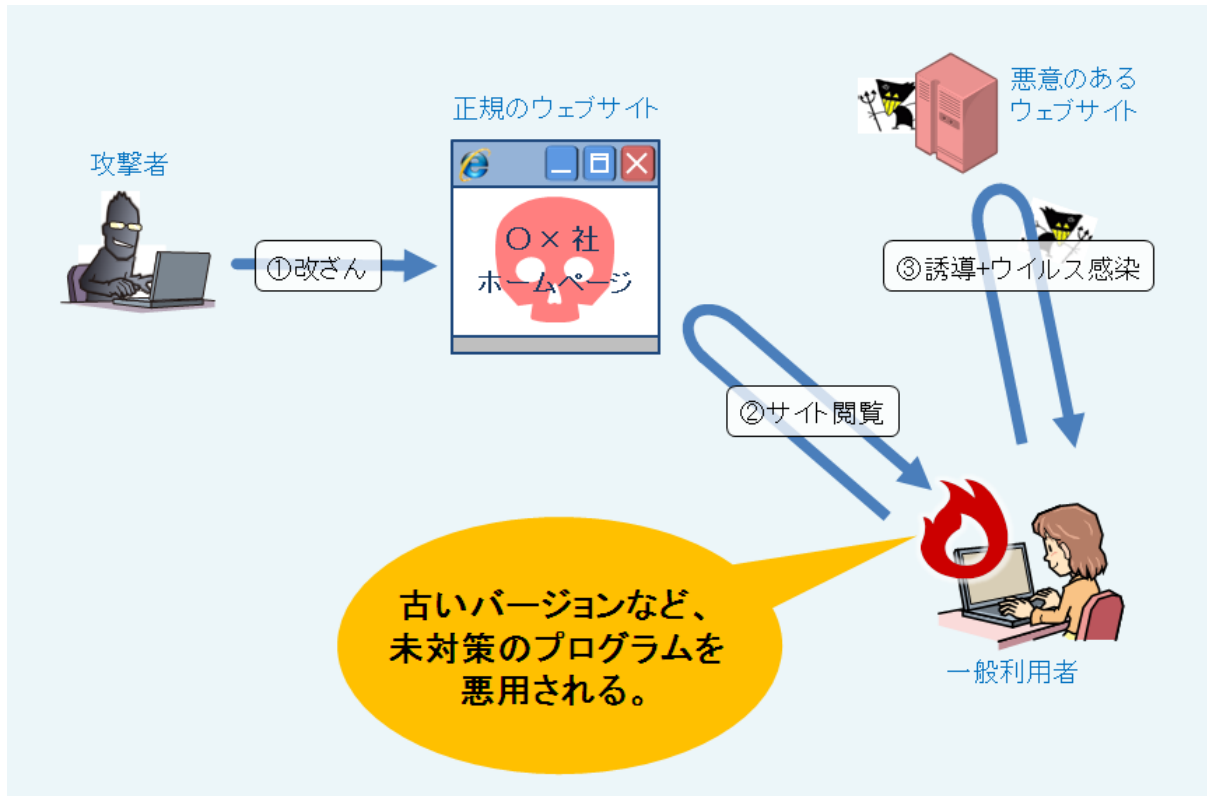 正規のウェブサイト
悪意のある
ウェブサイト
攻撃者
〇×社
ホームページ
①改ざん
③誘導+ウイルス感染
②サイト閲覧
古いバージョンなど、
未対策のプログラムを
悪用される。
一般利用者